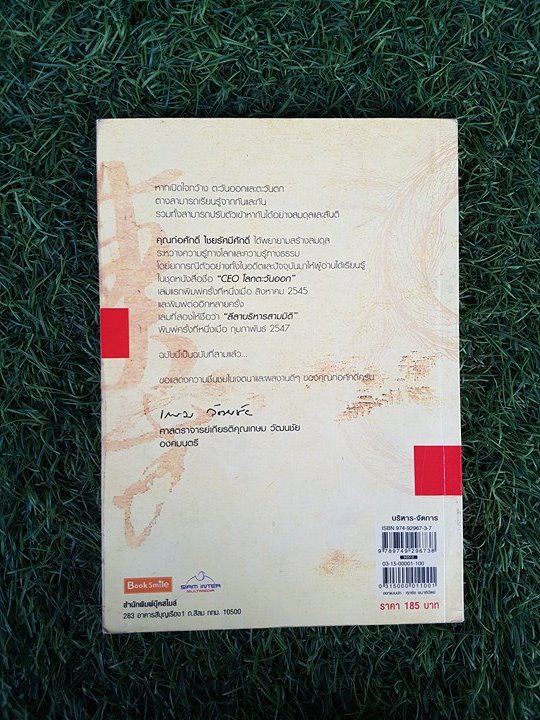 หากเปิดใจกว้าง ตะวันออกและตะวันตก
ต่างสามารถเรียนรู้จากกันและกัน
รวมทั้งสามารถปรับตัวเข้าหากันได้อย่างสมดุลและสันติ
คุณก่อศักดิ์ ไชยรัศมีศักดิ์ ได้พยายามสร้างสมดุล
ระหว่างความรู้ทางโลกและความรู้ทางธรรม
โดยยกกรณีตัวอย่างทั้งในอดีตและปัจจุบันมาให้ผู้อ่านได้เรียนรู้
ในชุดหนังสือชื่อ "CEO โลกตะวันออก"
เล่มแรกพิมพ์ครั้งที่หนึ่งเมื่อ สิงหาคม 2545
และพิมพ์ต่ออีกหลายครั้ง
เล่มที่สองให้ชื่อว่า "ลีลาบริหารสามมิติ"
พิมพ์ครั้งที่หนึ่งเมื่อ กุมภาพันธ์ 2547
ฉบับนี้เป็นฉบับที่สามแล้ว...
ขอแสดงความชื่นชมในเจตนาและผลงานดีๆ ของคุณก่อศักดิ์ครับ
เกษม วัฒนชัย
ศาสตราจารย์เกียรติคุณเกษม วัฒนชัย
องคมนตรี
บริหาร-จัดการ
ISBN 974-92967-3-7
9 789749 296738
03-15-00001-100
0 315000 011001
ราคา 185 บาท
Book Smile
SIAM INTER
MULTIMEDIA
สำนักพิมพ์บุ๊คสไมล์
283 อาคารสีบุญเรือง 1 ถ.สีลม กทม. 10500